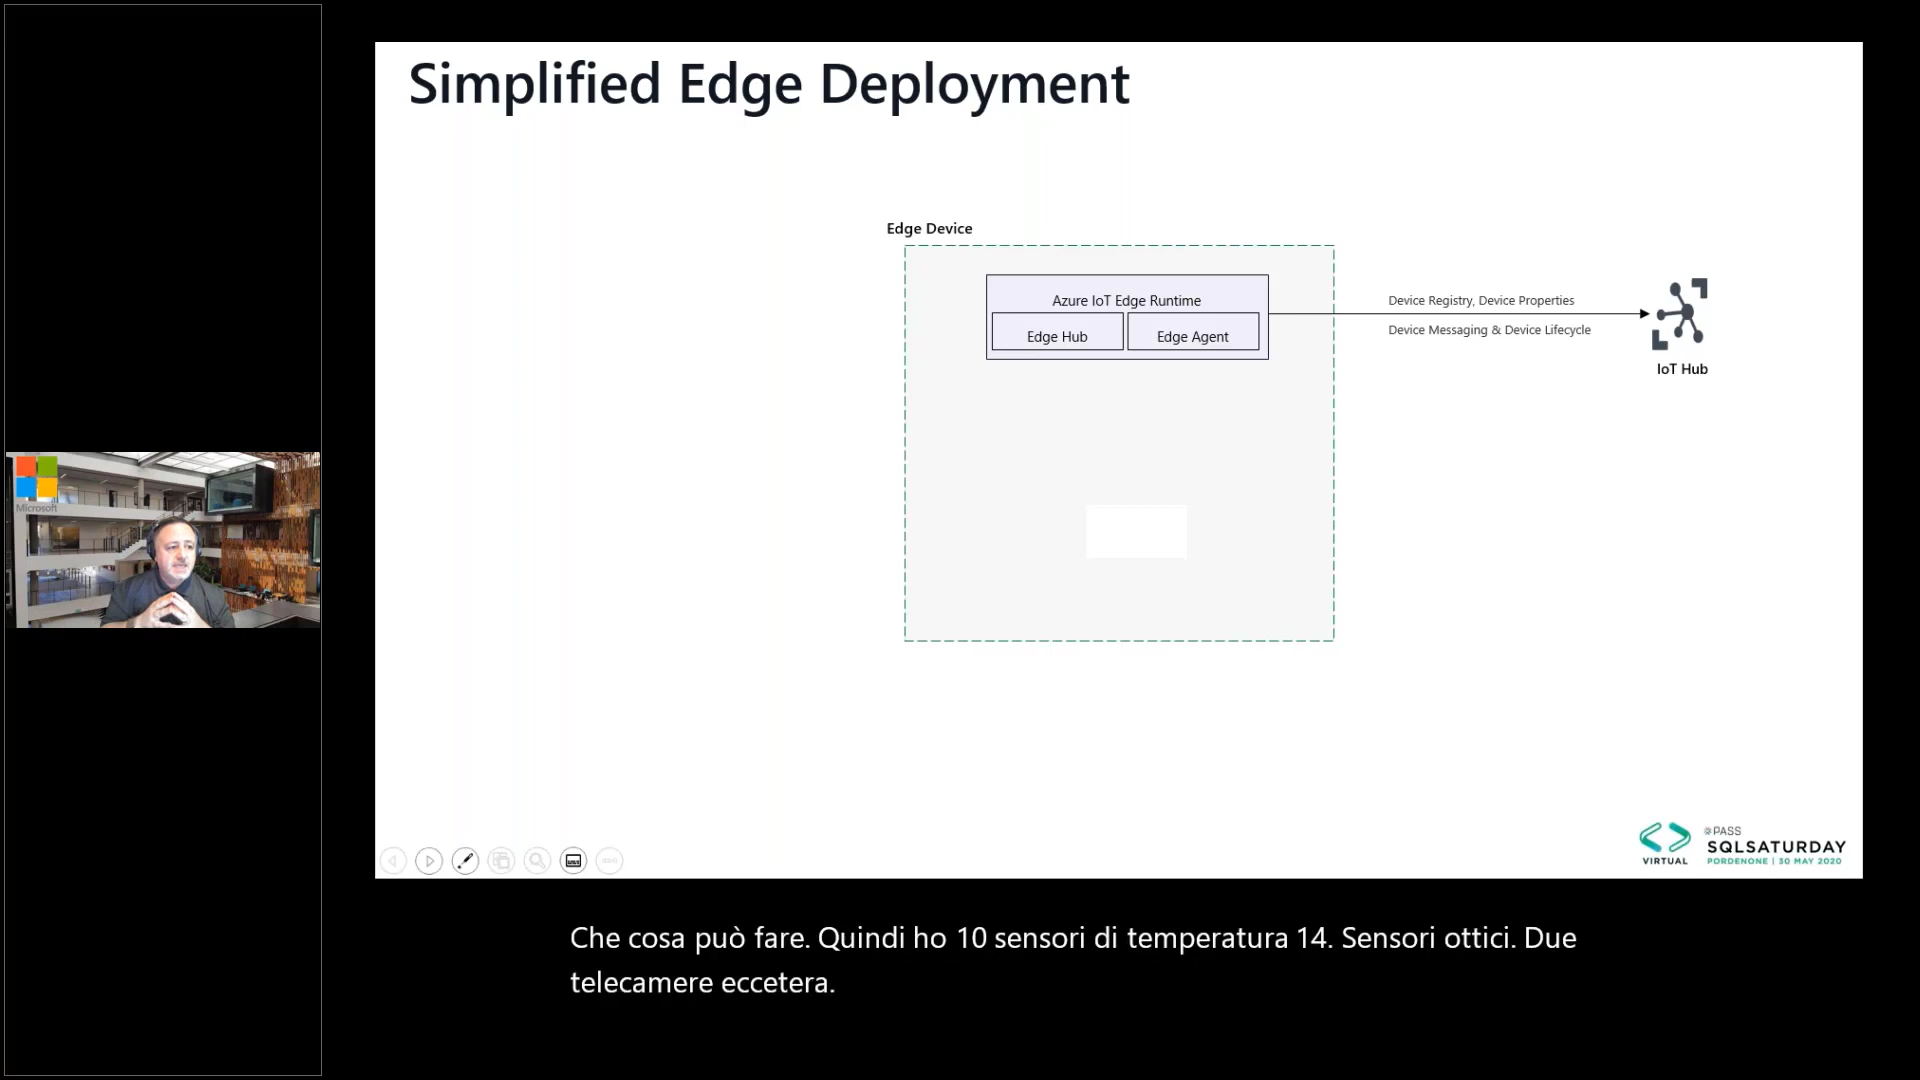 Simplified Edge Deployment
Edge Device
Azure IoT Edge Runtime
Edge Hub
Edge Agent
Device Registry, Device Properties
Device Messaging & Device Lifecycle
IoT Hub
Microsoft
VIRTUAL
PASS
SQLSATURDAY
PORDENONE | 30 MAY 2020
Che cosa può fare. Quindi ho 10 sensori di temperatura 14. Sensori ottici. Due
telecamere eccetera.